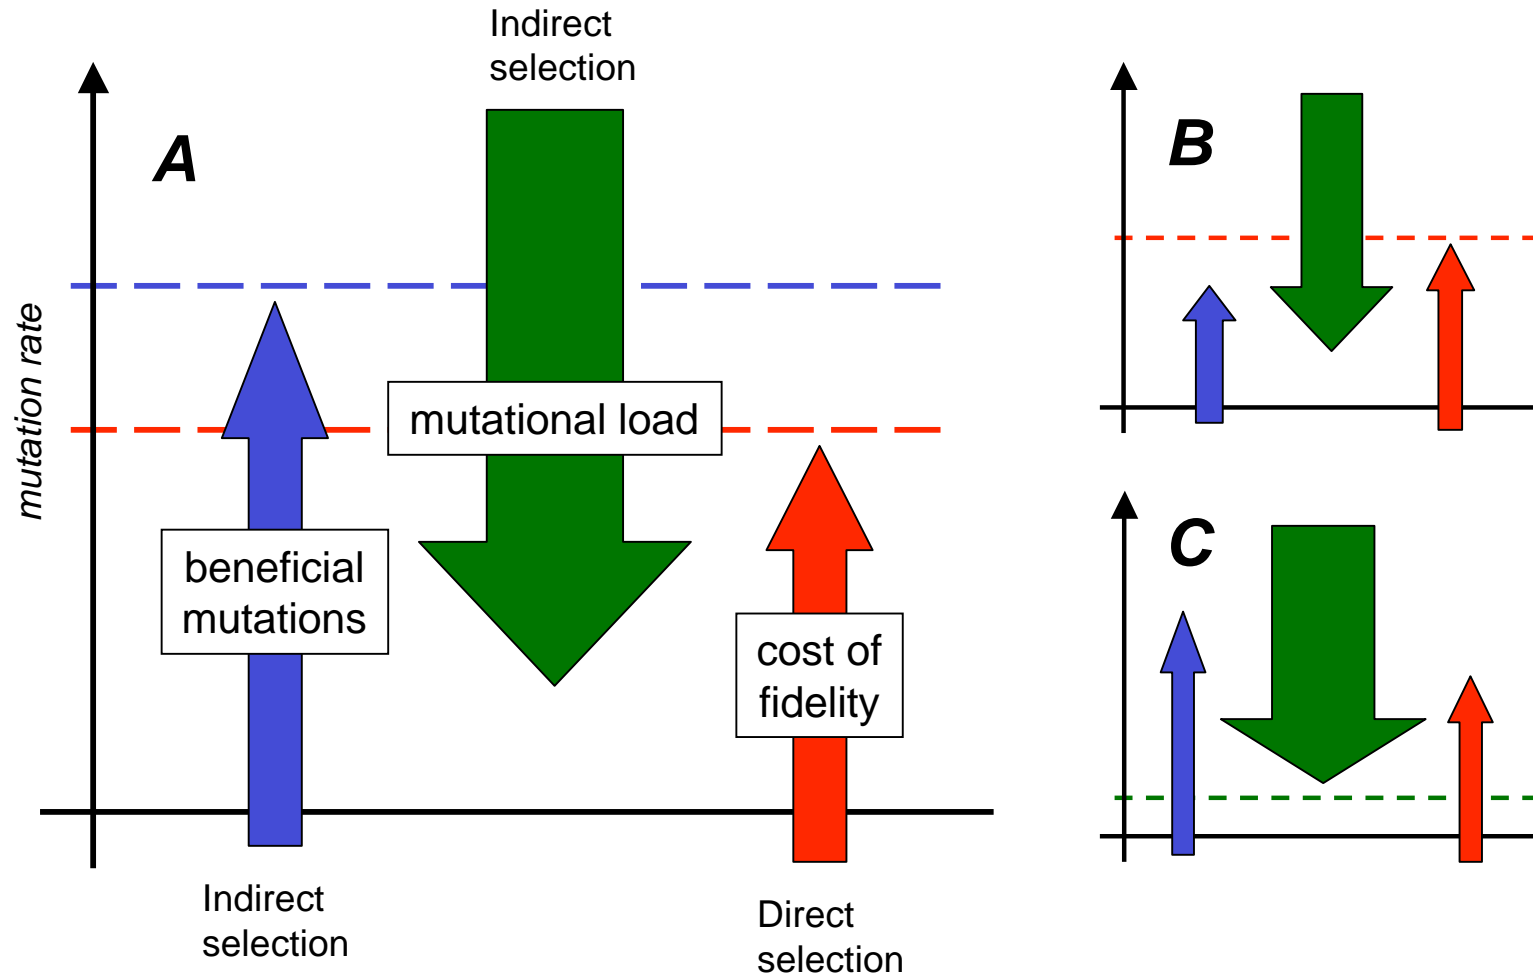 Indirect
selection
A
mutation rate
mutational load
beneficial
mutations
cost of
fidelity
Indirect
selection
Direct
selection
B
C